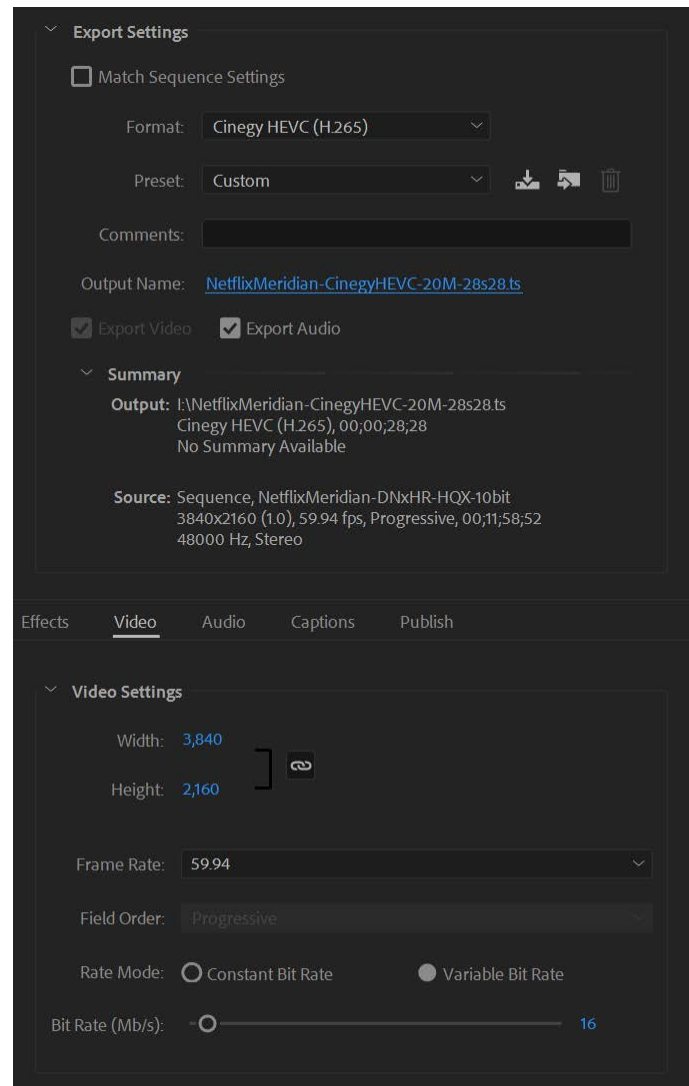 Export Settings
Match Sequence Settings
Format: Cinegy HEVC (H.265)
Preset: Custom
Comments:
Output Name: NetflixMeridian-CinegyHEVC-20M-28s28.ts
Export Video Export Audio
Summary
Output: I:\NetflixMeridian-CinegyHEVC-20M-28s28.ts
Cinegy HEVC (H.265), 00;00;28;28
No Summary Available
Source: Sequence, NetflixMeridian-DNxHR-HQX-10bit
3840x2160 (1.0), 59.94 fps, Progressive, 00;11;58;52
48000 Hz, Stereo
Effects Video Audio Captions Publish
Video Settings
Width: 3,840
Height: 2,160
Frame Rate: 59.94
Field Order: Progressive
Rate Mode: Constant Bit Rate Variable Bit Rate
Bit Rate (Mb/s): 16